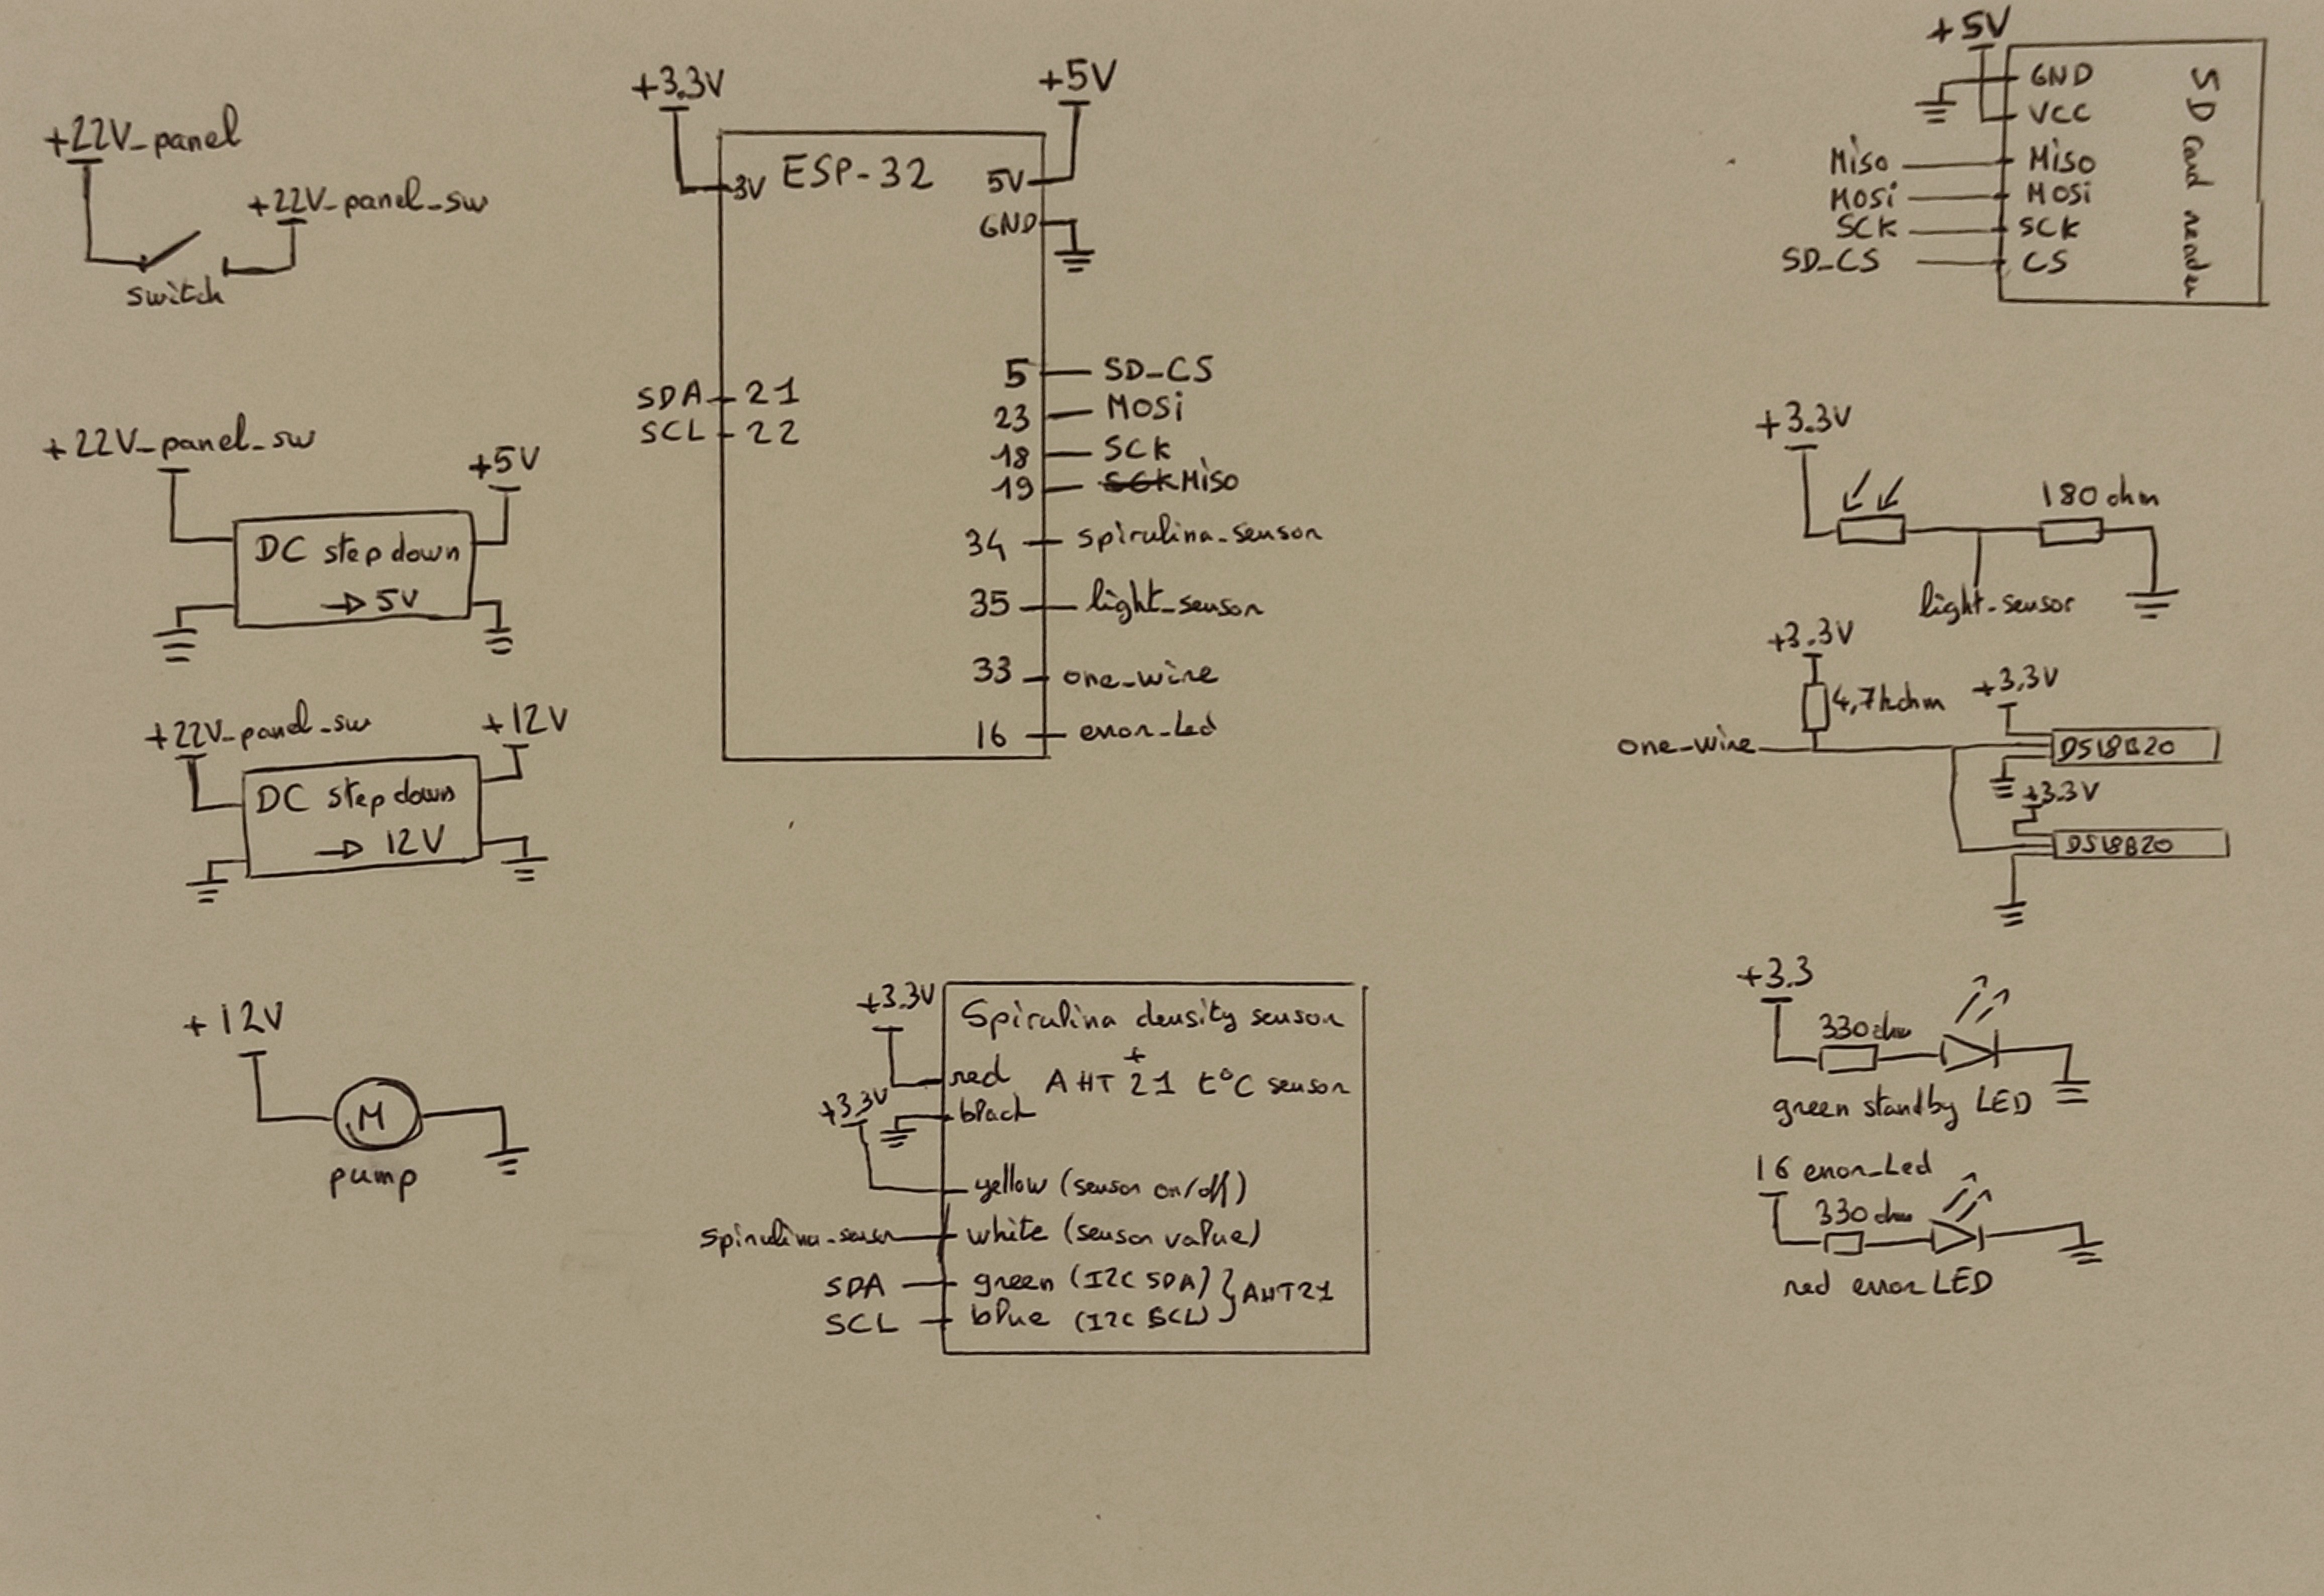 +22V_panel
+22V_panel_sw
switch
+22V_panel_sw
+5V
DC step down
→ 5V
+22V_panel_sw
+12V
DC step down
→ 12V
+12V
M
pump
+3.3V
+5V
3V
ESP-32
5V
GND
SDA
21
SCL
22
5
SD_CS
23
MOSi
18
SCK
19
SCK Miso
34
spirulina_sensor
35
light_sensor
33
one_wire
16
error_Led
+3.3V
Spirulina density sensor
+
red
AHT 21 t°C sensor
+3.3V
black
yellow (sensor on/off)
Spirulina_sensor
white (sensor value)
SDA
green (I2C SDA)
AHT21
SCL
blue (I2C SCL)
+5V
GND
VCC
Miso
Miso
MOSi
MOSi
SCK
SCK
SD_CS
CS
SD Card reader
+3.3V
180 ohm
light_sensor
+3.3V
4,7kohm
+3.3V
one_wire
DS18B20
+3.3V
DS18B20
+3.3
330ohm
green standby LED
16 error_Led
330ohm
red error LED